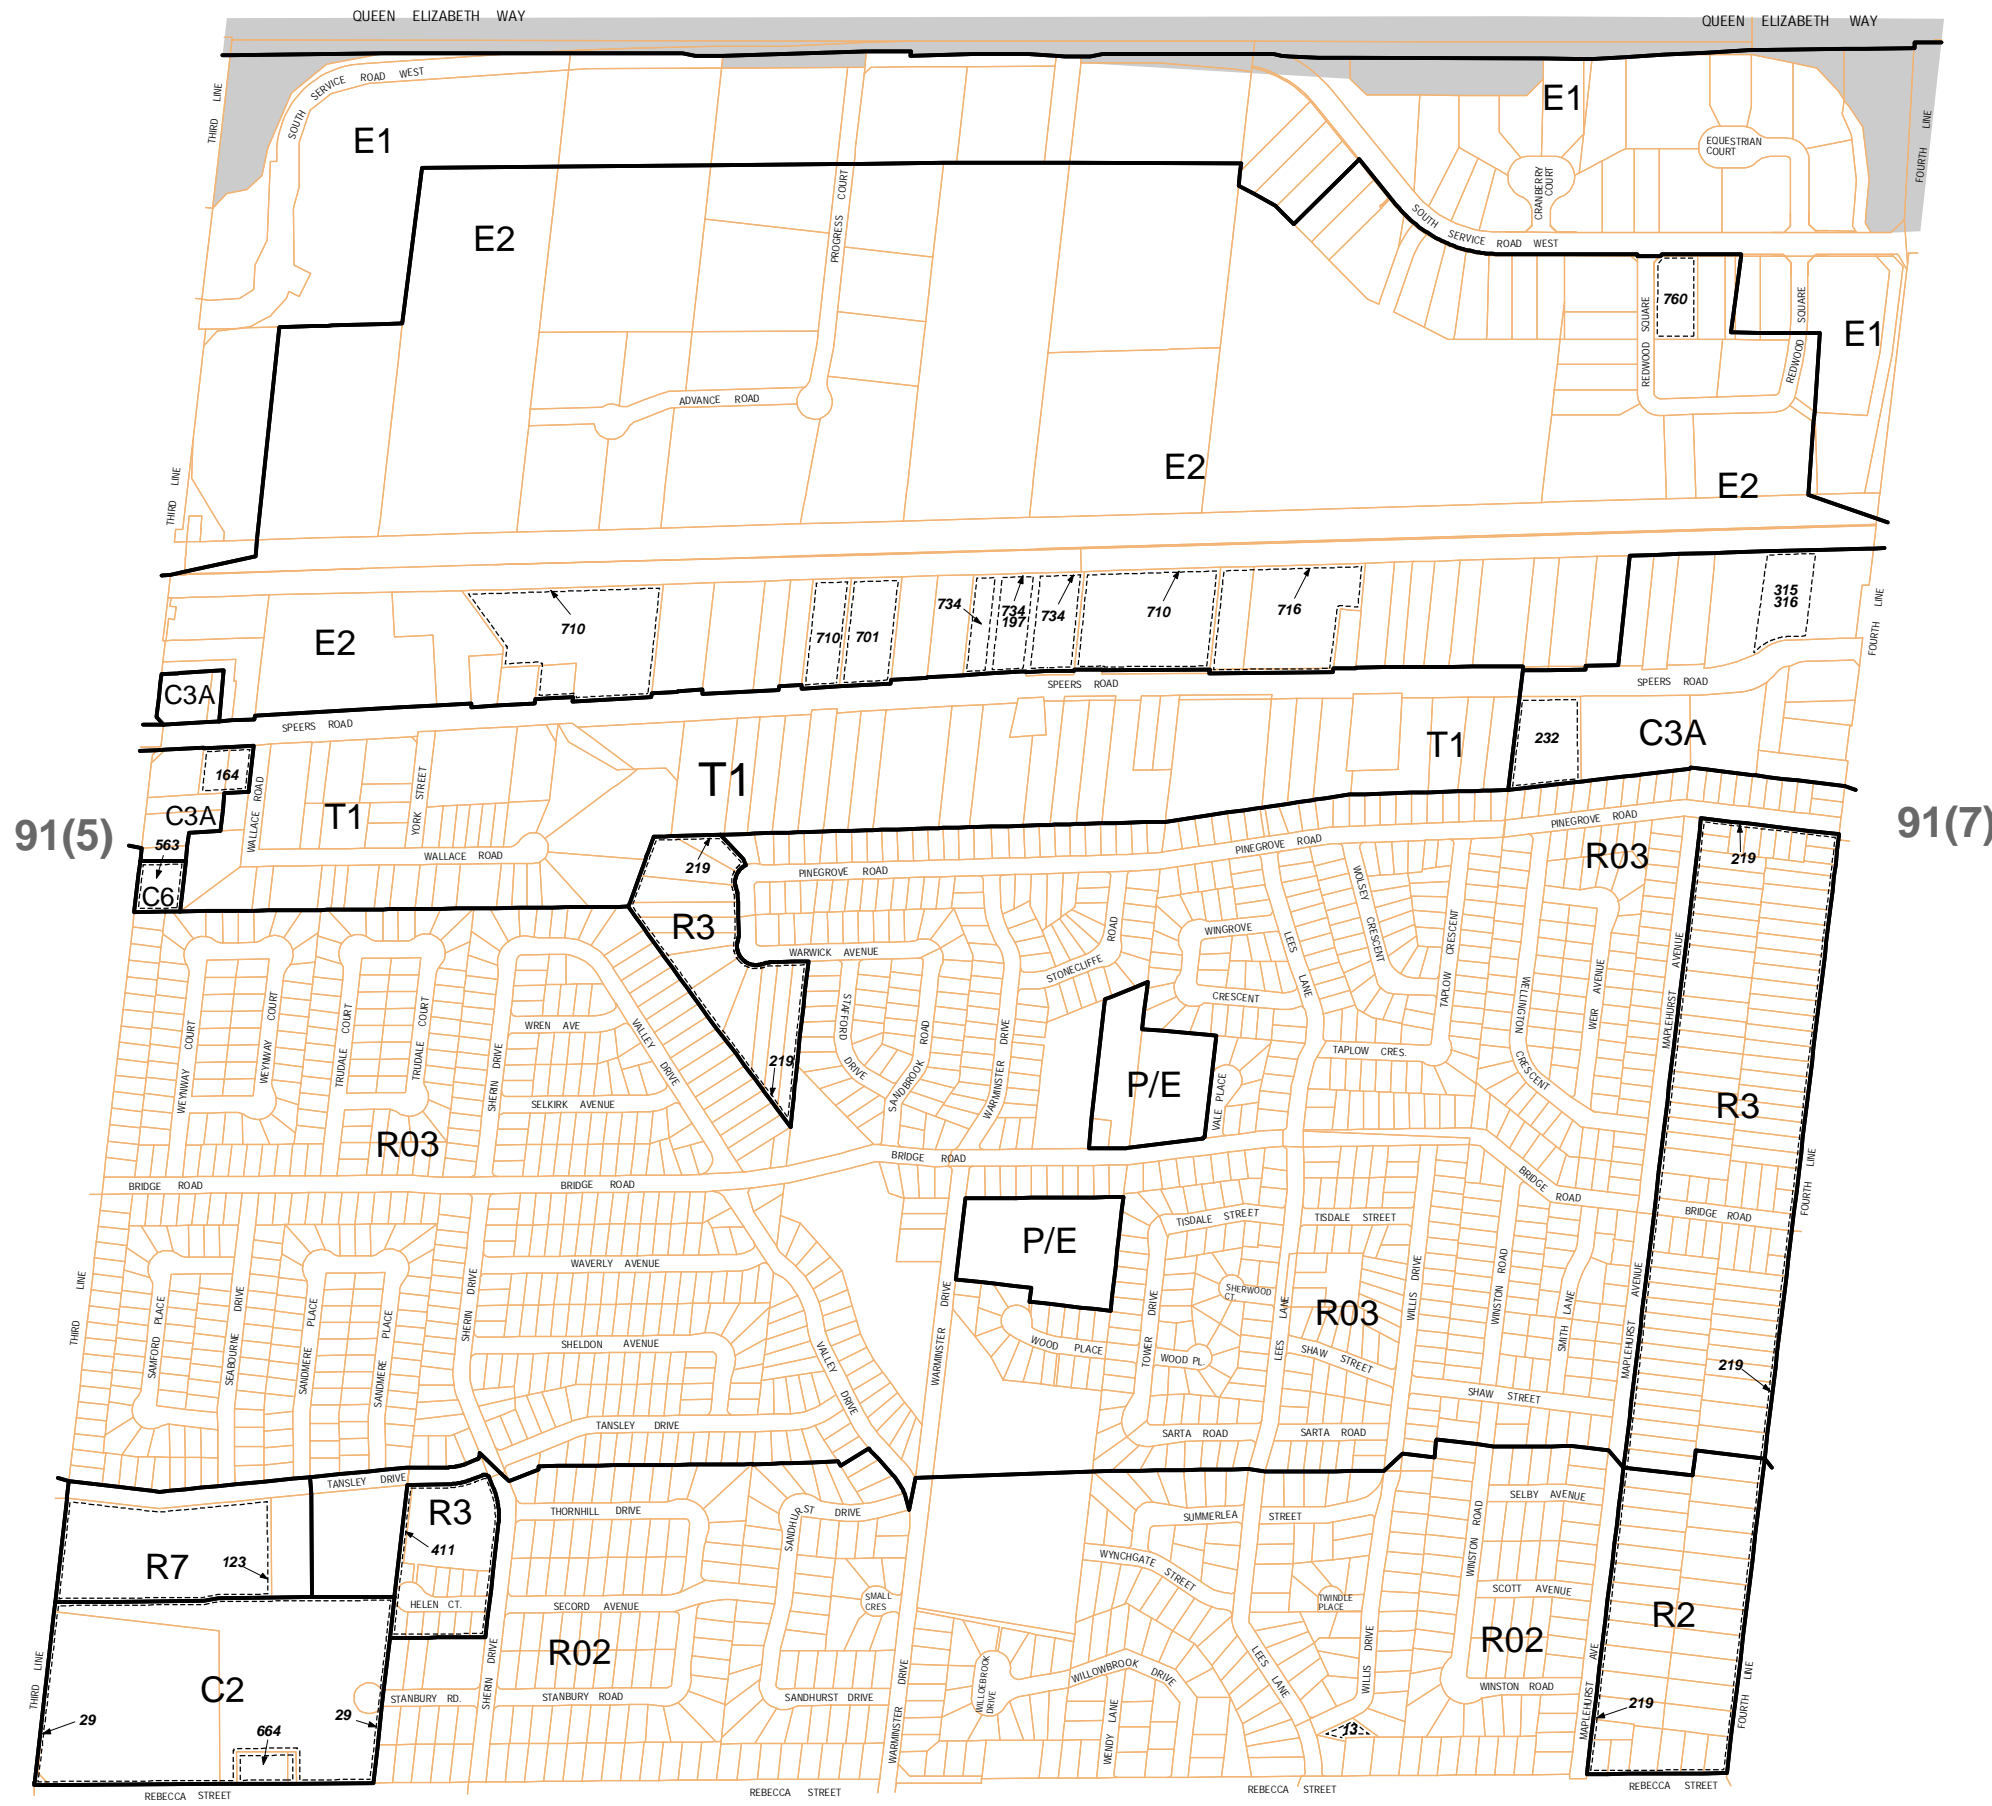 QUEEN ELIZABETH WAY
QUEEN ELIZABETH WAY
THIRD LINE
SOUTH SERVICE ROAD WEST
E1
E1
CRANBERRY COURT
EQUESTRIAN COURT
FOURTH LINE
E2
PROGRESS COURT
SOUTH SERVICE ROAD WEST
760
REDWOOD SQUARE
REDWOOD SQUARE
E1
ADVANCE ROAD
THIRD LINE
E2
E2
E2
710
710
701
734
734
197
734
710
716
315
316
FOURTH LINE
C3A
SPEERS ROAD
SPEERS ROAD
SPEERS ROAD
164
C3A
WALLACE ROAD
T1
YORK STREET
T1
T1
232
C3A
91(5)
563
C6
WALLACE ROAD
91(7)
219
R3
PINEGROVE ROAD
PINEGROVE ROAD
PINEGROVE ROAD
R03
219
WARWICK AVENUE
STONECLIFFE ROAD
WINGROVE
CRESCENT
LEES LANE
WOLSEY CRESCENT
TAPLOW CRESCENT
TAPLOW CRES.
WELLINGTON CRESCENT
WEIR AVENUE
MAPLEHURST AVENUE
WEYNWAY COURT
WEYNWAY COURT
TRUDALE COURT
TRUDALE COURT
SHERIN DRIVE
WREN AVE
SELKIRK AVENUE
VALLEY DRIVE
219
STAFFORD DRIVE
SANDBROOK ROAD
WARMINSTER DRIVE
P/E
VALE PLACE
R3
R03
BRIDGE ROAD
BRIDGE ROAD
BRIDGE ROAD
BRIDGE ROAD
BRIDGE ROAD
FOURTH LINE
THIRD LINE
SAMFORD PLACE
SEABOURNE DRIVE
SANDMERE PLACE
SANDMERE PLACE
SHERIN DRIVE
WAVERLY AVENUE
SHELDON AVENUE
TANSLEY DRIVE
VALLEY DRIVE
WARMINSTER DRIVE
P/E
WOOD PLACE
WOOD PL.
TOWER DRIVE
TISDALE STREET
TISDALE STREET
SHERWOOD CT.
LEES LANE
R03
SHAW STREET
SHAW STREET
WILLIS DRIVE
WINSTON ROAD
SMITH LANE
MAPLEHURST AVENUE
219
SARTA ROAD
SARTA ROAD
TANSLEY DRIVE
R7
123
R3
411
HELEN CT.
THORNHILL DRIVE
SECORD AVENUE
R02
STANBURY RD.
STANBURY ROAD
SHERIN DRIVE
SANDHURST DRIVE
SMALL CRES
SANDHURST DRIVE
WARMINSTER DRIVE
SUMMERLEA STREET
WYNCHGATE STREET
WILLOEBROOK DRIVE
WILLOWBROOK DRIVE
WENDY LANE
LEES LANE
TWINDLE PLACE
WILLIS DRIVE
13
WINSTON ROAD
SELBY AVENUE
SCOTT AVENUE
R02
WINSTON ROAD
MAPLEHURST AVE
R2
219
FOURTH LINE
THIRD LINE
C2
29
29
664
REBECCA STREET
REBECCA STREET
REBECCA STREET
REBECCA STREET